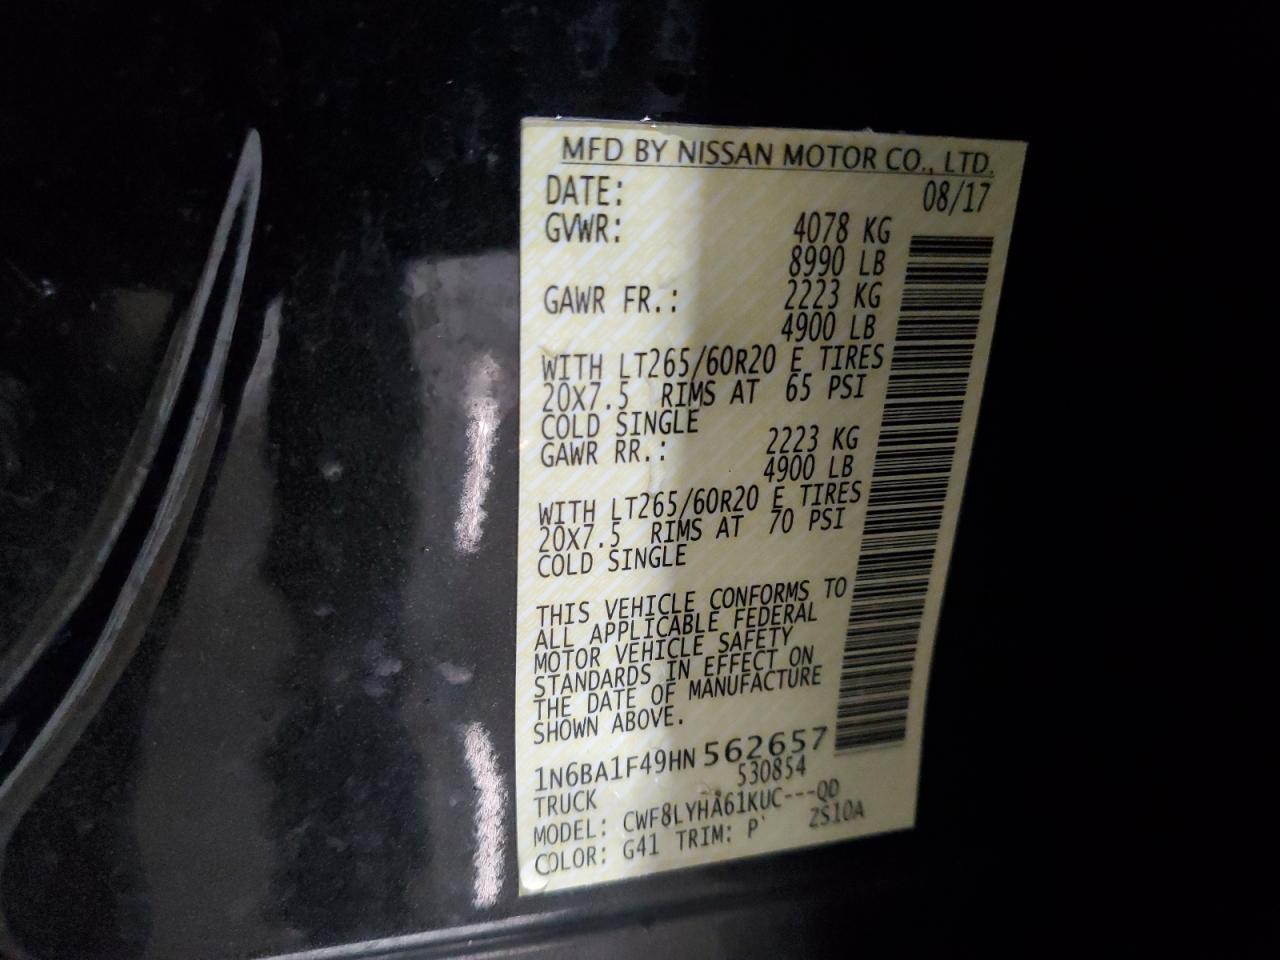 MFD BY NISSAN MOTOR CO., LTD.
DATE: 08/17
GVWR: 4078 KG
8990 LB
GAWR FR.: 2223 KG
4900 LB
WITH LT265/60R20 E TIRES
20X7.5 RIMS AT 65 PSI
COLD SINGLE
GAWR RR.: 2223 KG
4900 LB
WITH LT265/60R20 E TIRES
20X7.5 RIMS AT 70 PSI
COLD SINGLE
THIS VEHICLE CONFORMS TO
ALL APPLICABLE FEDERAL
MOTOR VEHICLE SAFETY
STANDARDS IN EFFECT ON
THE DATE OF MANUFACTURE
SHOWN ABOVE.
1N6BA1F49HN562657
TRUCK 530854
MODEL: CWF8LYHA61KUC---QD
COLOR: G41 TRIM: P ZS10A